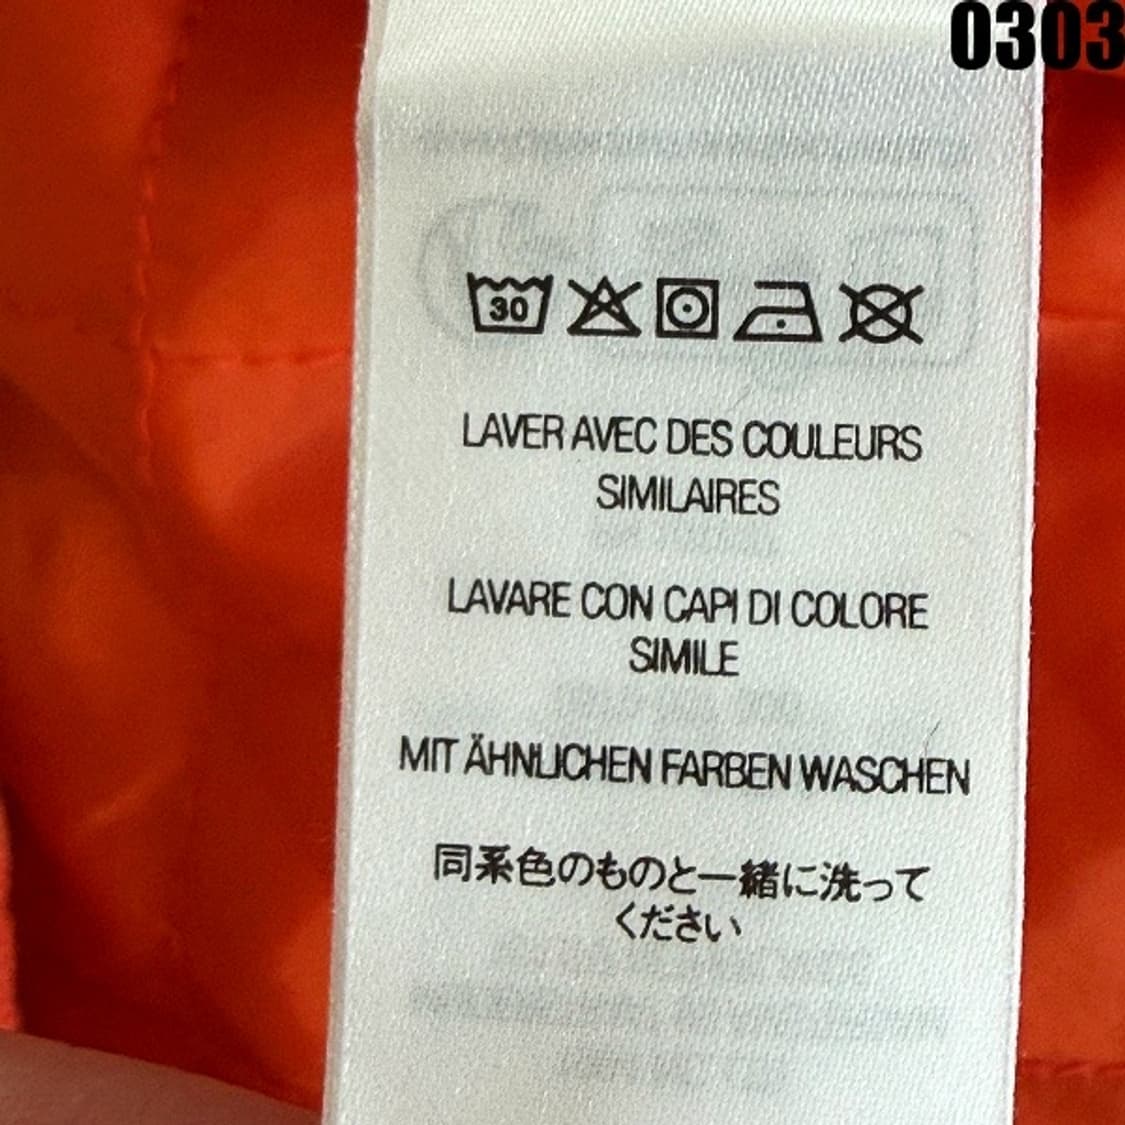 0303
30
LAVER AVEC DES COULEURS
SIMILAIRES
LAVARE CON CAPI DI COLORE
SIMILE
MIT ÄHNLICHEN FARBEN WASCHEN
同系色のものと一緒に洗って
ください